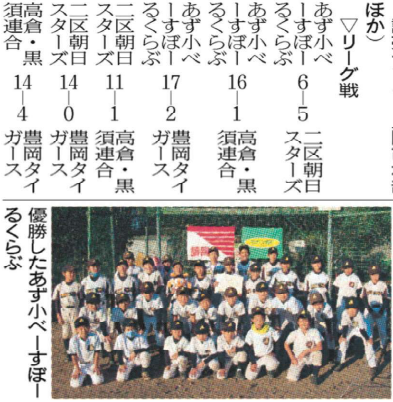 ほか）
▽リーグ戦
あず小べーすぼーるくらぶ 6―5 二区朝日スターズ
あず小べーすぼーるくらぶ 16―1 高倉・黒須連合
あず小べーすぼーるくらぶ 17―2 豊岡タイガース
二区朝日スターズ 11―1 高倉・黒須連合
二区朝日スターズ 14―0 豊岡タイガース
高倉・黒須連合 14―4 豊岡タイガース
優勝したあず小べーすぼーるくらぶ